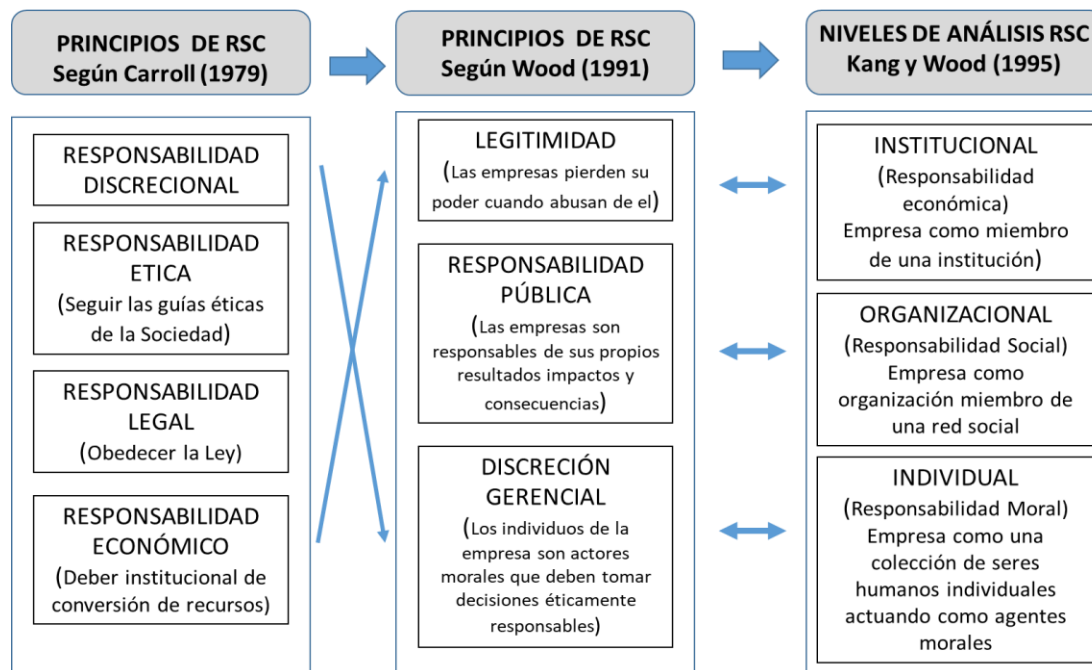 PRINCIPIOS DE RSC
Según Carroll (1979)
RESPONSABILIDAD
DISCRECIONAL
RESPONSABILIDAD
ETICA
(Seguir las guías éticas
de la Sociedad)
RESPONSABILIDAD
LEGAL
(Obedecer la Ley)
RESPONSABILIDAD
ECONÓMICO
(Deber institucional de
conversión de recursos)
PRINCIPIOS DE RSC
Según Wood (1991)
LEGITIMIDAD
(Las empresas pierden su
poder cuando abusan de el)
RESPONSABILIDAD
PÚBLICA
(Las empresas son
responsables de sus propios
resultados impactos y
consecuencias)
DISCRECIÓN
GERENCIAL
(Los individuos de la
empresa son actores
morales que deben tomar
decisiones éticamente
responsables)
NIVELES DE ANÁLISIS RSC
Kang y Wood (1995)
INSTITUCIONAL
(Responsabilidad
económica)
Empresa como miembro
de una institución)
ORGANIZACIONAL
(Responsabilidad Social)
Empresa como
organización miembro de
una red social
INDIVIDUAL
(Responsabilidad Moral)
Empresa como una
colección de seres
humanos individuales
actuando como agentes
morales